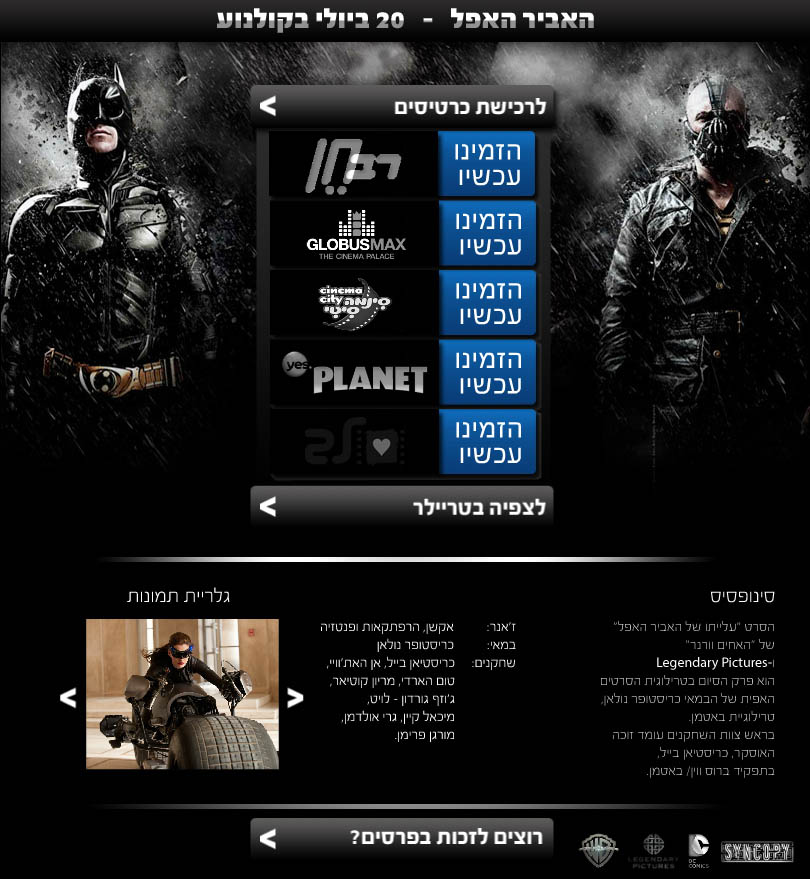 האביר האפל - 20 ביולי בקולנוע
לרכישת כרטיסים
הזמינו
עכשיו
רב חן
הזמינו
עכשיו
GLOBUSMAX
THE CINEMA PALACE
הזמינו
עכשיו
cinema
city
סינמה
סיטי
הזמינו
עכשיו
yes
PLANET
הזמינו
עכשיו
לצפיה בטריילר
סינופסיס
הסרט "עלייתו של האביר האפל"
של "האחים וורנר"
ו-Legendary Pictures
הוא פרק הסיום בטרילוגית הסרטים
האפית של הבמאי כריסטופר נולאן,
טרילוגיית באטמן.
בראש צוות השחקנים עומד זוכה
האוסקר, כריסטיאן בייל,
בתפקיד ברוס ווין/ באטמן.
ז'אנר: אקשן, הרפתקאות ופנטזיה
במאי: כריסטופר נולאן
שחקנים: כריסטיאן בייל, אן האת'וויי,
טום הארדי, מריון קוטיאר,
ג'וזף גורדון - לויט,
מיכאל קיין, גרי אולדמן,
מורגן פרימן.
גלריית תמונות
רוצים לזכות בפרסים?
WB
LEGENDARY
PICTURES
DC
COMICS
SYNCOPY